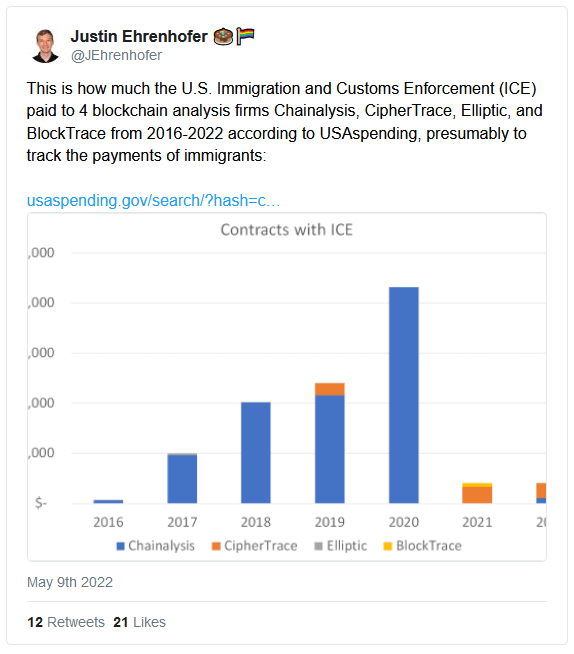 Justin Ehrenhofer
@JEhrenhofer
This is how much the U.S. Immigration and Customs Enforcement (ICE)
paid to 4 blockchain analysis firms Chainalysis, CipherTrace, Elliptic, and
BlockTrace from 2016-2022 according to USAspending, presumably to
track the payments of immigrants:
usaspending.gov/search/?hash=c…
Contracts with ICE
,000
,000
,000
,000
,000
$-
2016 2017 2018 2019 2020 2021 20
Chainalysis CipherTrace Elliptic BlockTrace
May 9th 2022
12 Retweets 21 Likes